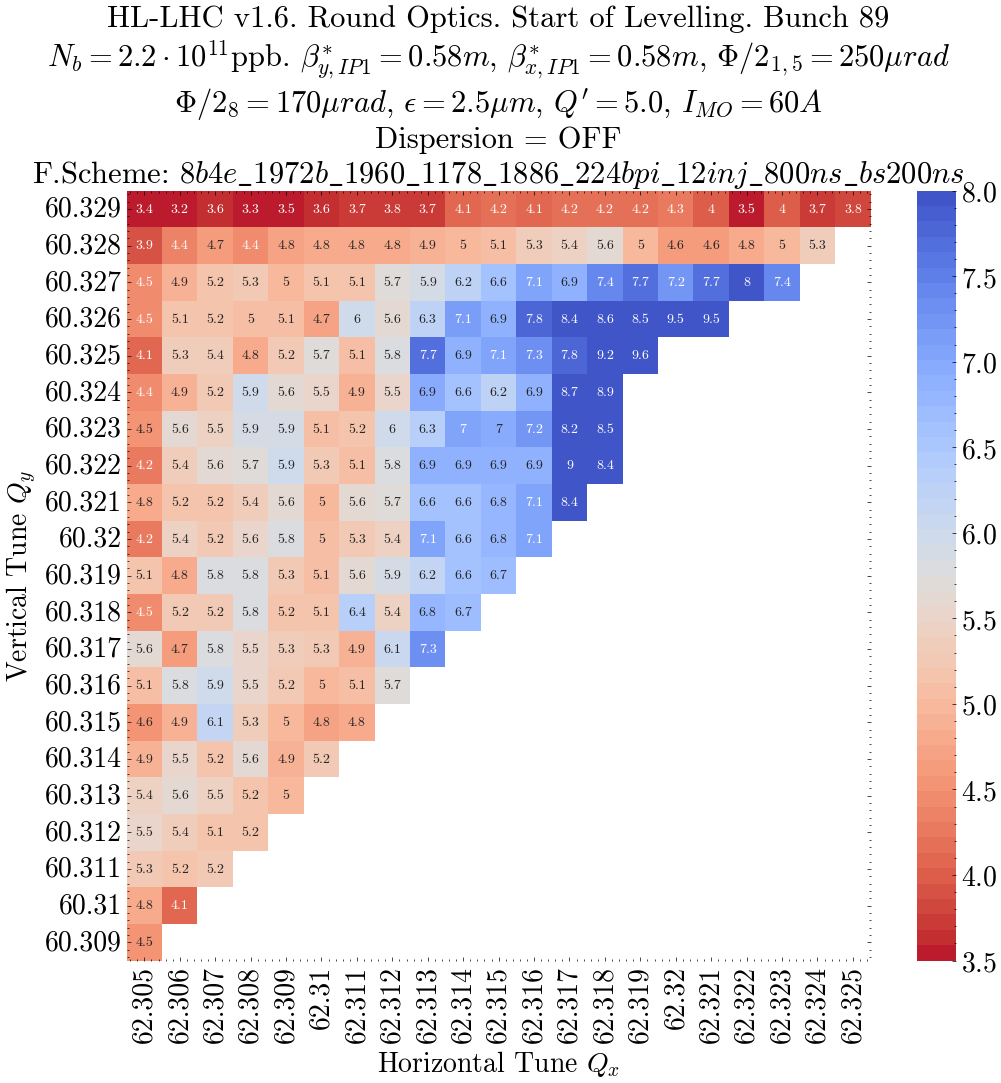 HL-LHC v1.6. Round Optics. Start of Levelling. Bunch 89
N_b = 2.2 · 10^11 ppb. β*_y,IP1 = 0.58m, β*_x,IP1 = 0.58m, Φ/2_1,5 = 250μrad
Φ/2_8 = 170μrad, ϵ = 2.5μm, Q′ = 5.0, I_MO = 60A
Dispersion = OFF
F.Scheme: 8b4e_1972b_1960_1178_1886_224bpi_12inj_800ns_bs200ns
60.329 3.4 3.2 3.6 3.3 3.5 3.6 3.7 3.8 3.7 4.1 4.2 4.1 4.2 4.2 4.2 4.3 4 3.5 4 3.7 3.8
60.328 3.9 4.4 4.7 4.4 4.8 4.8 4.8 4.8 4.9 5 5.1 5.3 5.4 5.6 5 4.6 4.6 4.8 5 5.3
60.327 4.5 4.9 5.2 5.3 5 5.1 5.1 5.7 5.9 6.2 6.6 7.1 6.9 7.4 7.7 7.2 7.7 8 7.4
60.326 4.5 5.1 5.2 5 5.1 4.7 6 5.6 6.3 7.1 6.9 7.8 8.4 8.6 8.5 9.5 9.5
60.325 4.1 5.3 5.4 4.8 5.2 5.7 5.1 5.8 7.7 6.9 7.1 7.3 7.8 9.2 9.6
60.324 4.4 4.9 5.2 5.9 5.6 5.5 4.9 5.5 6.9 6.6 6.2 6.9 8.7 8.9
60.323 4.5 5.6 5.5 5.9 5.9 5.1 5.2 6 6.3 7 7 7.2 8.2 8.5
60.322 4.2 5.4 5.6 5.7 5.9 5.3 5.1 5.8 6.9 6.9 6.9 6.9 9 8.4
60.321 4.8 5.2 5.2 5.4 5.6 5 5.6 5.7 6.6 6.6 6.8 7.1 8.4
60.32 4.2 5.4 5.2 5.6 5.8 5 5.3 5.4 7.1 6.6 6.8 7.1
60.319 5.1 4.8 5.8 5.8 5.3 5.1 5.6 5.9 6.2 6.6 6.7
60.318 4.5 5.2 5.2 5.8 5.2 5.1 6.4 5.4 6.8 6.7
60.317 5.6 4.7 5.8 5.5 5.3 5.3 4.9 6.1 7.3
60.316 5.1 5.8 5.9 5.5 5.2 5 5.1 5.7
60.315 4.6 4.9 6.1 5.3 5 4.8 4.8
60.314 4.9 5.5 5.2 5.6 4.9 5.2
60.313 5.4 5.6 5.5 5.2 5
60.312 5.5 5.4 5.1 5.2
60.311 5.3 5.2 5.2
60.31 4.8 4.1
60.309 4.5
62.305 62.306 62.307 62.308 62.309 62.31 62.311 62.312 62.313 62.314 62.315 62.316 62.317 62.318 62.319 62.32 62.321 62.322 62.323 62.324 62.325
Horizontal Tune Q_x
Vertical Tune Q_y
8.0
7.5
7.0
6.5
6.0
5.5
5.0
4.5
4.0
3.5